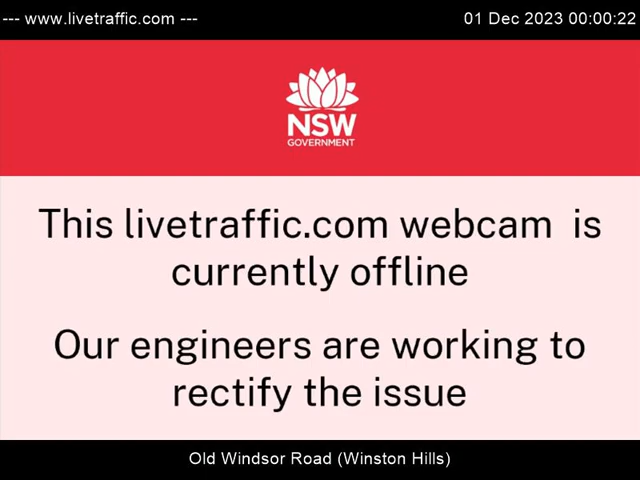 --- www.livetraffic.com --- 01 Dec 2023 00:00:22
NSW
GOVERNMENT
This livetraffic.com webcam  is
currently offline
Our engineers are working to
rectify the issue
Old Windsor Road (Winston Hills)